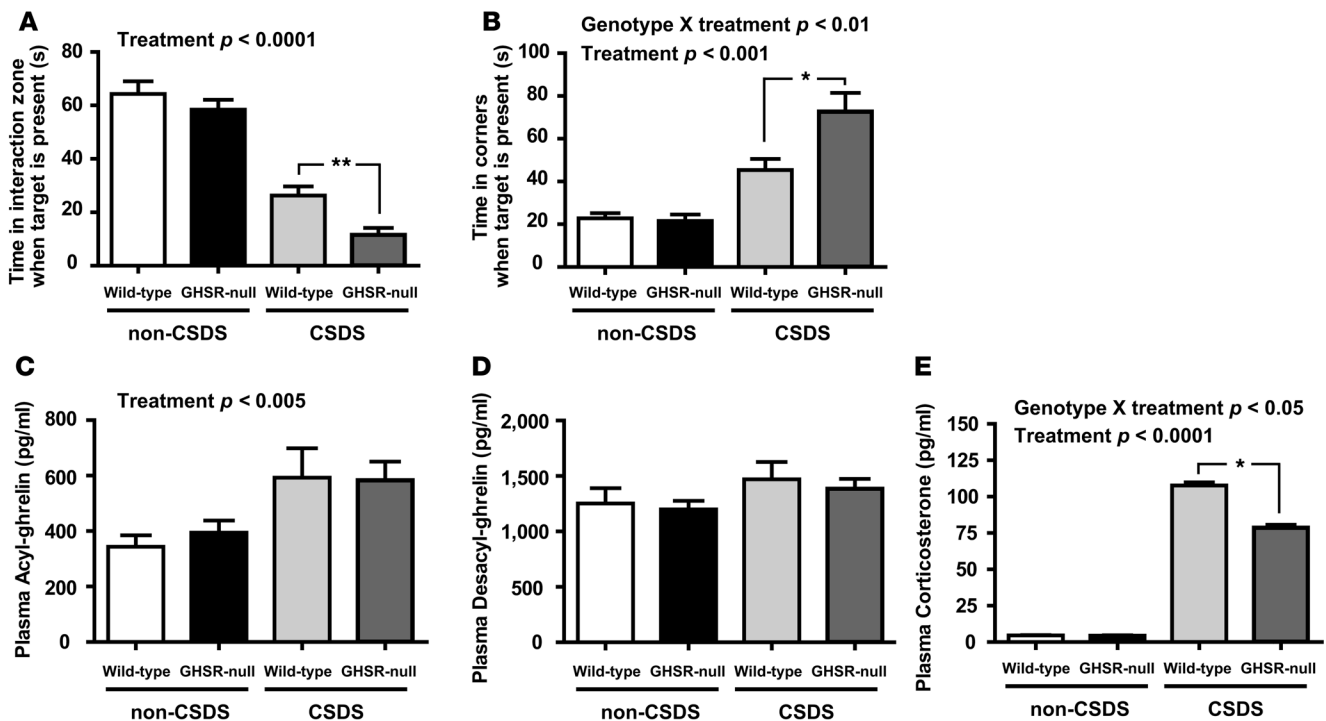 A
Treatment p < 0.0001
Time in interaction zone
when target is present (s)
80
60
40
20
0
**
Wild-type GHSR-null Wild-type GHSR-null
non-CSDS CSDS
B
Genotype X treatment p < 0.01
Treatment p < 0.001
Time in corners
when target is present (s)
100
80
60
40
20
0
*
Wild-type GHSR-null Wild-type GHSR-null
non-CSDS CSDS
C
Treatment p < 0.005
Plasma Acyl-ghrelin (pg/ml)
800
600
400
200
0
Wild-type GHSR-null Wild-type GHSR-null
non-CSDS CSDS
D
Plasma Desacyl-ghrelin (pg/ml)
2,000
1,500
1,000
500
0
Wild-type GHSR-null Wild-type GHSR-null
non-CSDS CSDS
E
Genotype X treatment p < 0.05
Treatment p < 0.0001
Plasma Corticosterone (pg/ml)
150
125
100
75
50
25
0
*
Wild-type GHSR-null Wild-type GHSR-null
non-CSDS CSDS